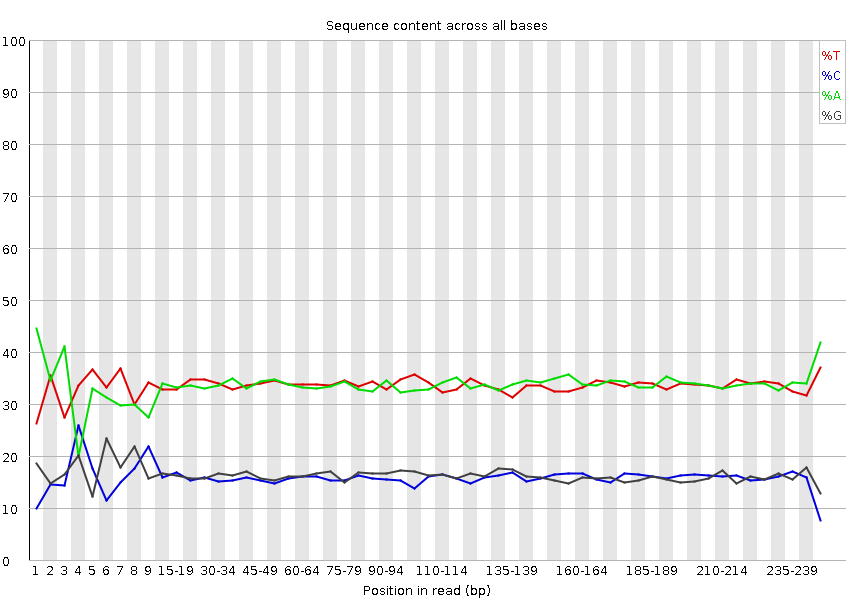 Sequence content across all bases
100
90
80
70
60
50
40
30
20
10
0
%T
%C
%A
%G
1 2 3 4 5 6 7 8 9 15-19 30-34 45-49 60-64 75-79 90-94 110-114 135-139 160-164 185-189 210-214 235-239
Position in read (bp)